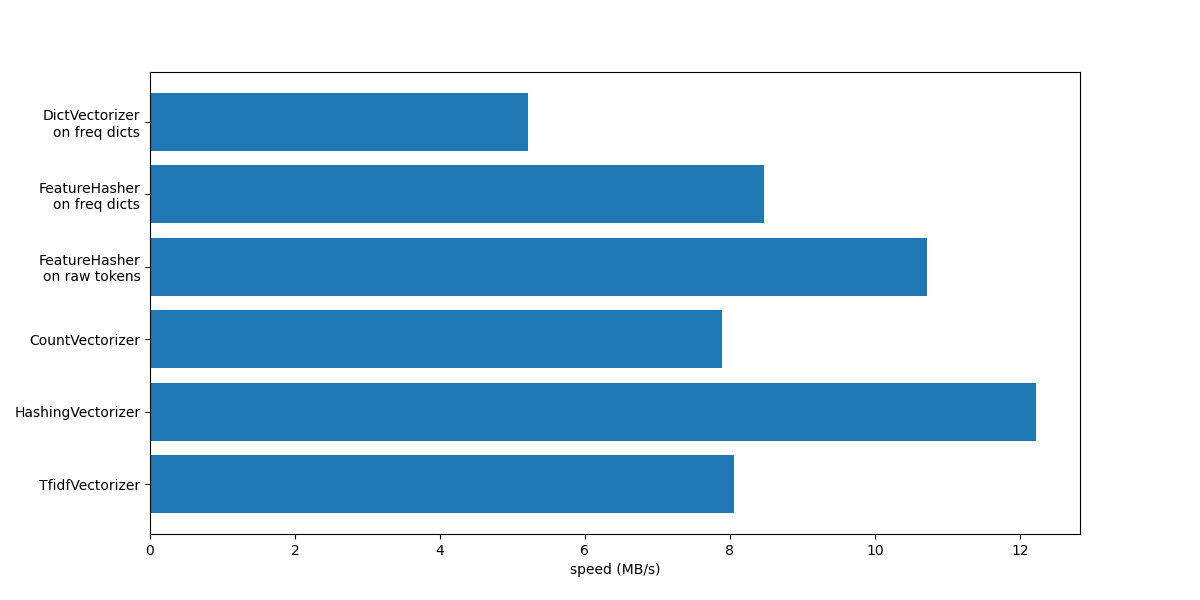 DictVectorizer
on freq dicts
FeatureHasher
on freq dicts
FeatureHasher
on raw tokens
CountVectorizer
HashingVectorizer
TfidfVectorizer
0 2 4 6 8 10 12
speed (MB/s)